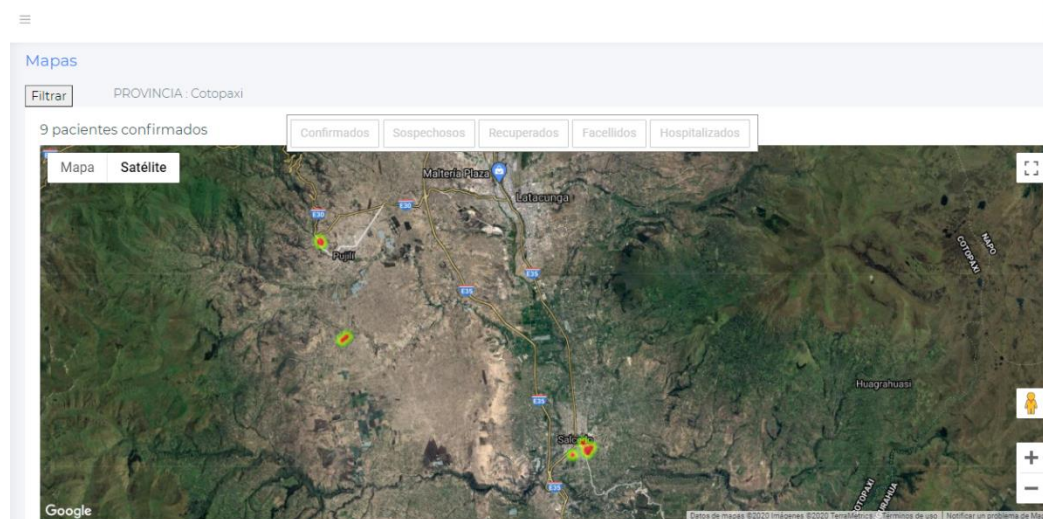 Mapas
Filtrar PROVINCIA : Cotopaxi
9 pacientes confirmados
Confirmados Sospechosos Recuperados Facellidos Hospitalizados
Mapa Satélite
Maltería Plaza
Latacunga
E30 E30
Pujilí
NAPO
COTOPAXI
E35
E35
Huagrahuasi
E35
E35
COTOPAXI
Google
Datos de mapas ©2020 Imágenes ©2020 TerraMetrics Términos de uso Notificar un problema de Ma